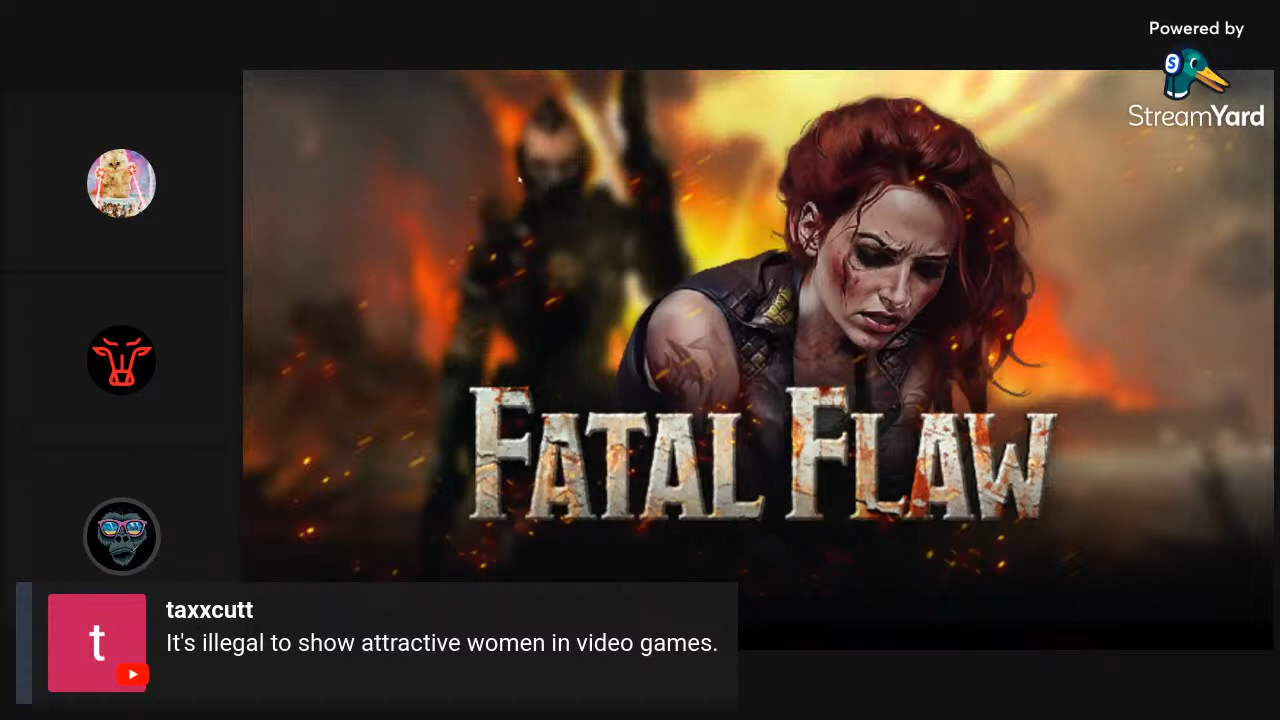 Powered by
StreamYard
FATAL FLAW
t
taxxcutt
It's illegal to show attractive women in video games.